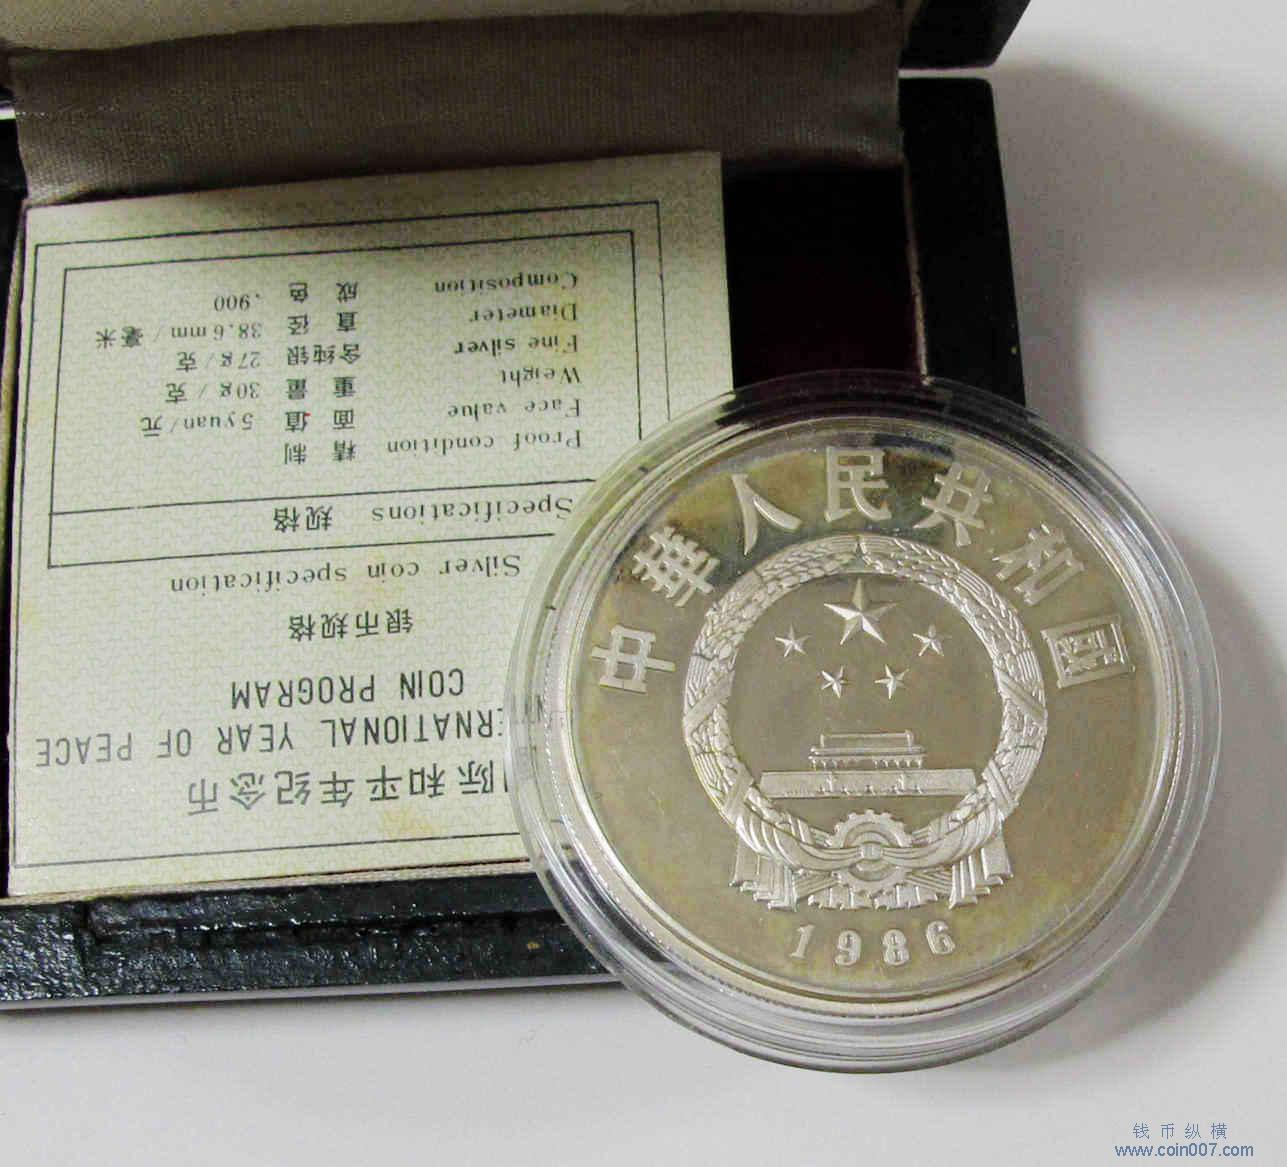 国际和平年纪念币
ERNATIONAL YEAR OF PEACE
COIN PROGRAM
银币规格
Silver coin specification
Specifications 规格
Proof condition 精制
Face value 面值 5yuan/元
Weight 重量 30g/克
Fine silver 含纯银 27g/克
Diameter 直径 38.6mm/毫米
Composition 成色 .900
中華人民共和國
1986
钱币纵横
www.coin007.com